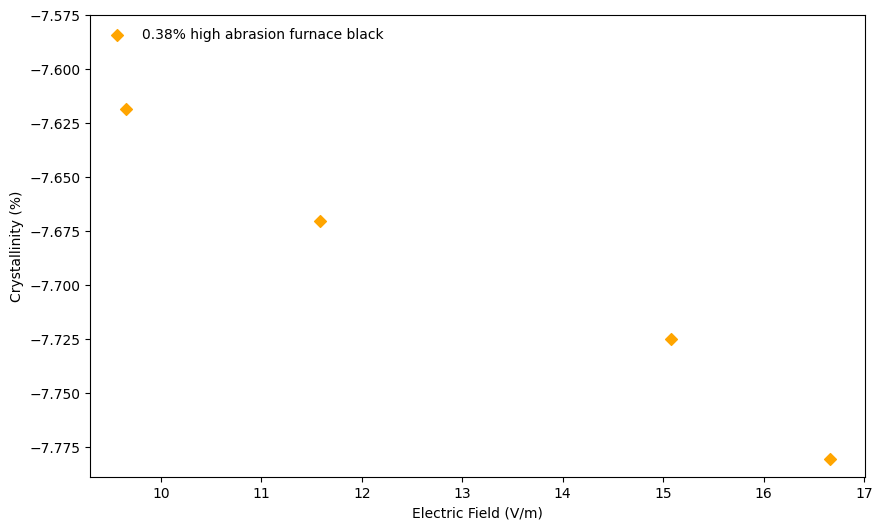 0.38% high abrasion furnace black
Crystallinity (%)
−7.575
−7.600
−7.625
−7.650
−7.675
−7.700
−7.725
−7.750
−7.775
10 11 12 13 14 15 16 17
Electric Field (V/m)